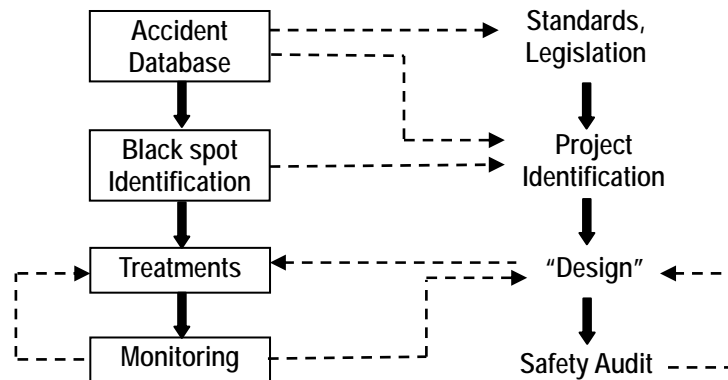 Accident
Database
Standards,
Legislation
Black spot
Identification
Project
Identification
Treatments
“Design”
Monitoring
Safety Audit